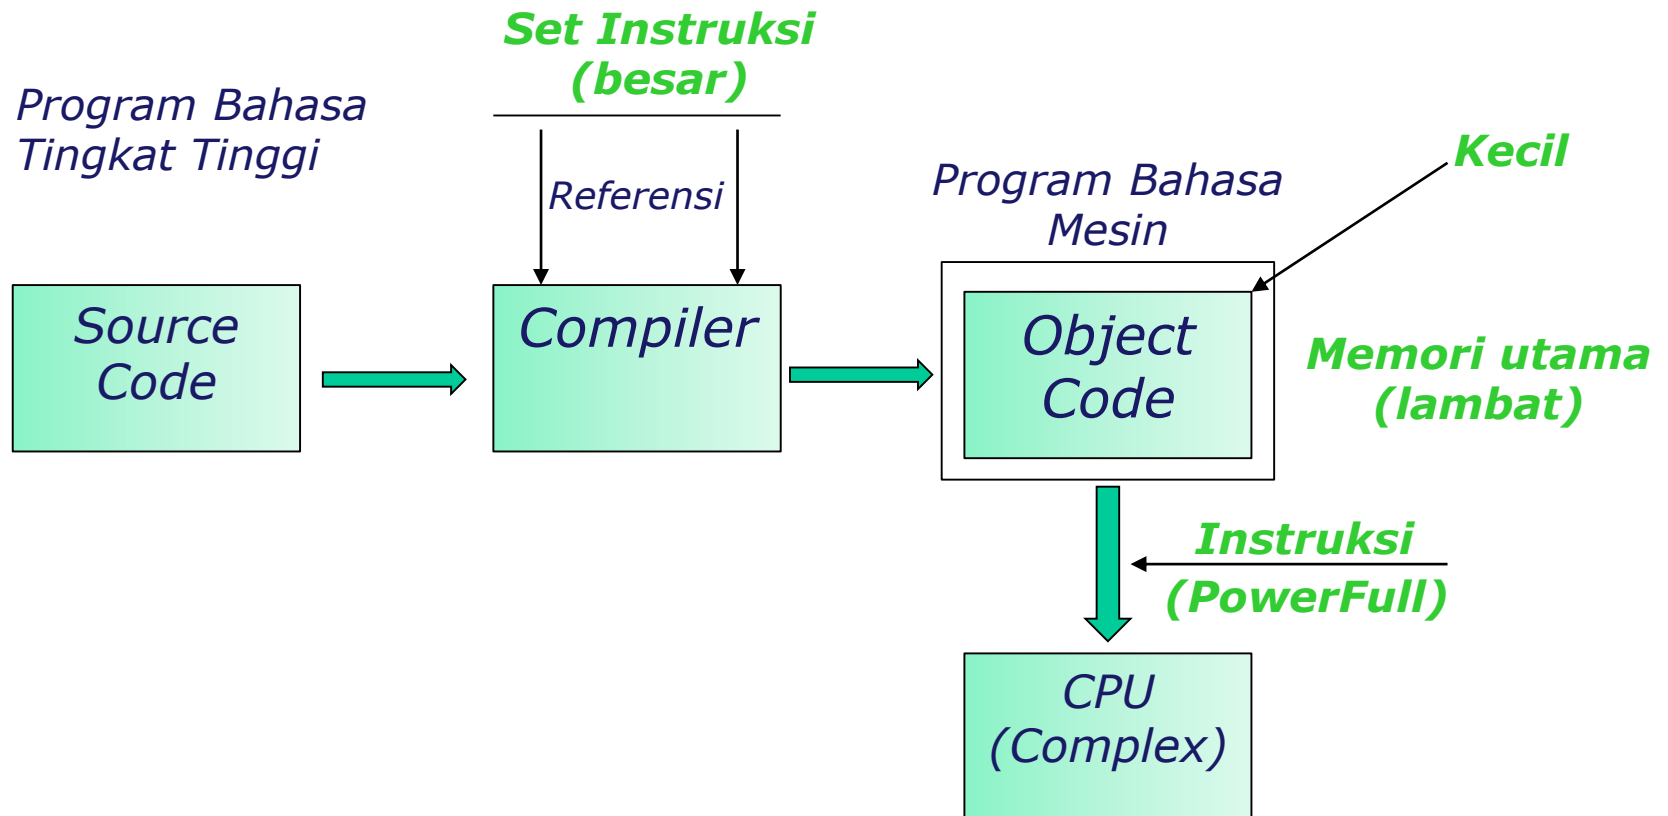 Set Instruksi
(besar)
Program Bahasa
Tingkat Tinggi
Referensi
Kecil
Program Bahasa
Mesin
Source
Code
Compiler
Object
Code
Memori utama
(lambat)
Instruksi
(PowerFull)
CPU
(Complex)